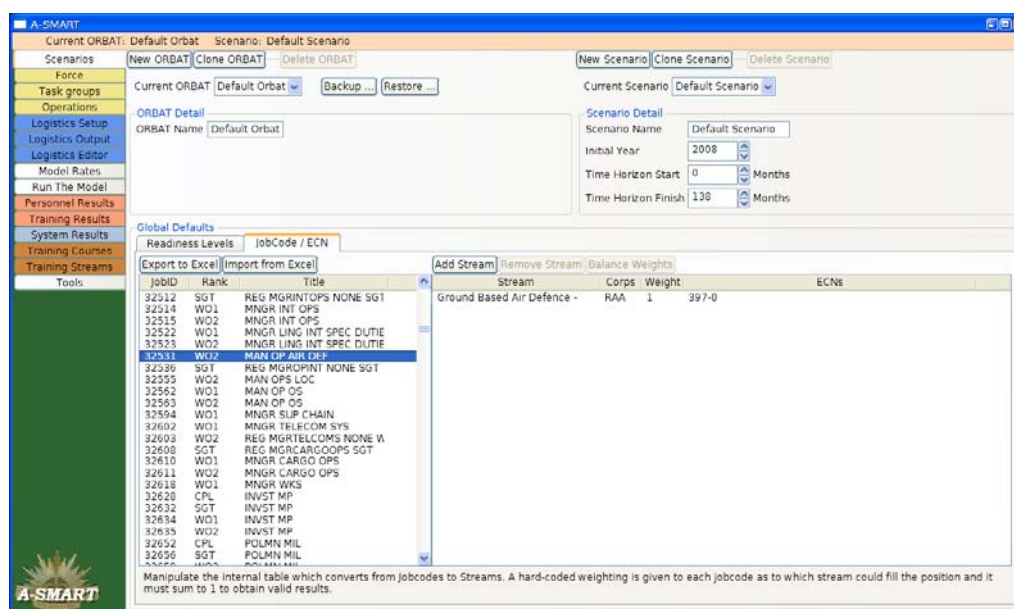 A-SMART
Current ORBAT: Default Orbat Scenario: Default Scenario
Scenarios
Force
Task groups
Operations
Logistics Setup
Logistics Output
Logistics Editor
Model Rates
Run The Model
Personnel Results
Training Results
System Results
Training Courses
Training Streams
Tools
A-SMART
New ORBAT Clone ORBAT Delete ORBAT
Current ORBAT Default Orbat Backup ... Restore ...
ORBAT Detail
ORBAT Name Default Orbat
New Scenario Clone Scenario Delete Scenario
Current Scenario Default Scenario
Scenario Detail
Scenario Name Default Scenario
Initial Year 2008
Time Horizon Start 0 Months
Time Horizon Finish 138 Months
Global Defaults
Readiness Levels JobCode / ECN
Export to Excel Import from Excel
JobID Rank Title
32512 SGT REG MGRINTOPS NONE SGT
32514 WO1 MNGR INT OPS
32515 WO2 MNGR INT OPS
32522 WO1 MNGR LING INT SPEC DUTIE
32523 WO2 MNGR LING INT SPEC DUTIE
32531 WO2 MAN OP AIR DEF
32536 SGT REG MGROPINT NONE SGT
32555 WO2 MAN OPS LOC
32562 WO1 MAN OP OS
32563 WO2 MAN OP OS
32594 WO1 MNGR SUP CHAIN
32602 WO1 MNGR TELECOM SYS
32603 WO2 REG MGRTELCOMS NONE W
32608 SGT REG MGRCARGOOPS SGT
32610 WO1 MNGR CARGO OPS
32611 WO2 MNGR CARGO OPS
32618 WO1 MNGR WKS
32628 CPL INVST MP
32632 SGT INVST MP
32634 WO1 INVST MP
32635 WO2 INVST MP
32652 CPL POLMN MIL
32656 SGT POLMN MIL
Add Stream Remove Stream Balance Weights
Stream Corps Weight ECNs
Ground Based Air Defence - RAA 1 397-0
Manipulate the internal table which converts from Jobcodes to Streams. A hard-coded weighting is given to each jobcode as to which stream could fill the position and it
must sum to 1 to obtain valid results.